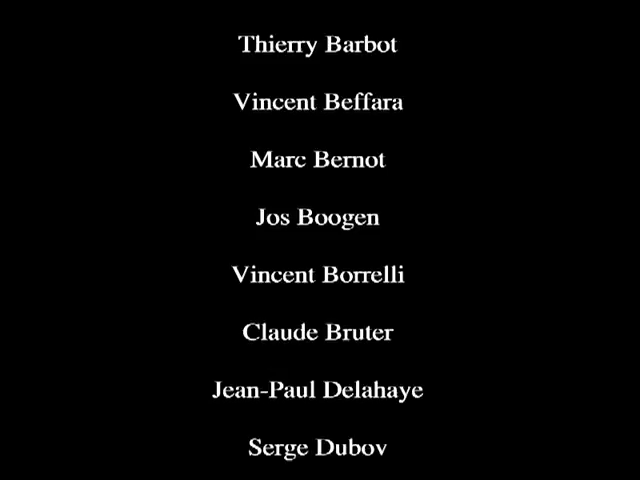 Thierry Barbot
Vincent Beffara
Marc Bernot
Jos Boogen
Vincent Borrelli
Claude Bruter
Jean-Paul Delahaye
Serge Dubov